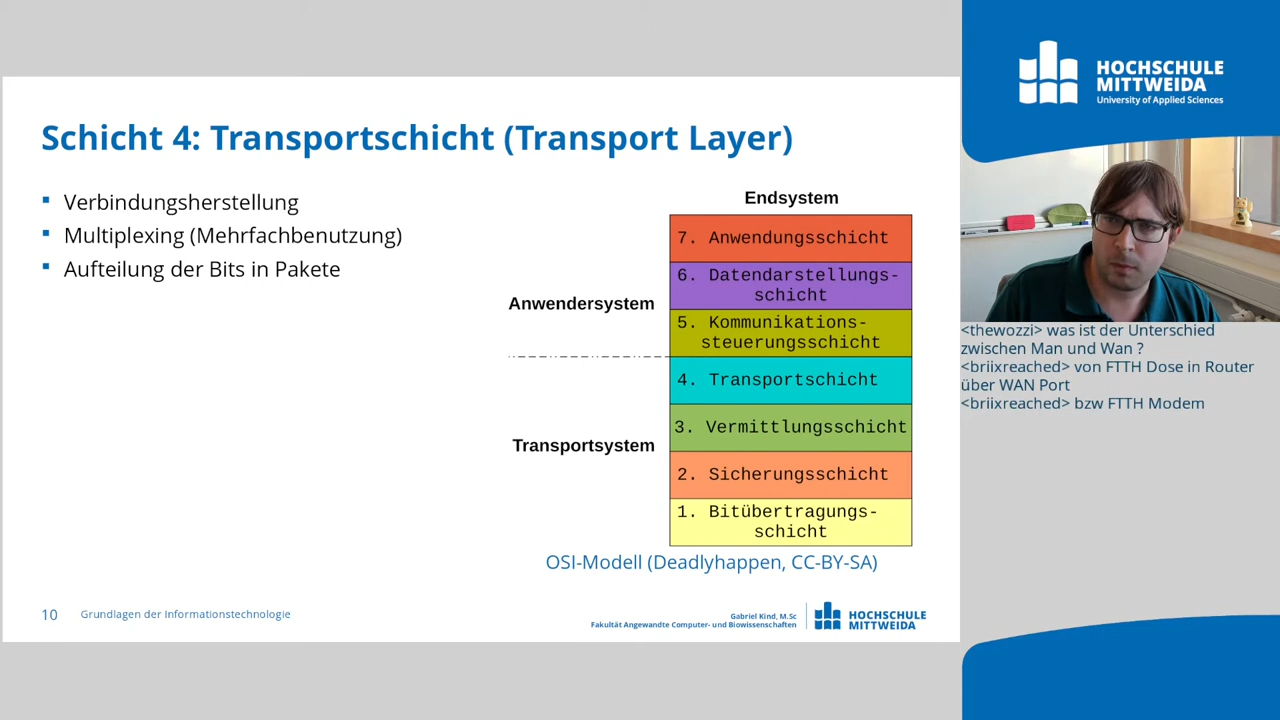 Schicht 4: Transportschicht (Transport Layer)
Verbindungsherstellung
Multiplexing (Mehrfachbenutzung)
Aufteilung der Bits in Pakete
Endsystem
7. Anwendungsschicht
6. Datendarstellungs-
schicht
Anwendersystem
5. Kommunikations-
steuerungsschicht
4. Transportschicht
3. Vermittlungsschicht
Transportsystem
2. Sicherungsschicht
1. Bitübertragungs-
schicht
OSI-Modell (Deadlyhappen, CC-BY-SA)
10 Grundlagen der Informationstechnologie
Gabriel Kind, M.Sc
Fakultät Angewandte Computer- und Biowissenschaften
HOCHSCHULE
MITTWEIDA
HOCHSCHULE
MITTWEIDA
University of Applied Sciences
<thewozzi> was ist der Unterschied
zwischen Man und Wan ?
<briixreached> von FTTH Dose in Router
über WAN Port
<briixreached> bzw FTTH Modem